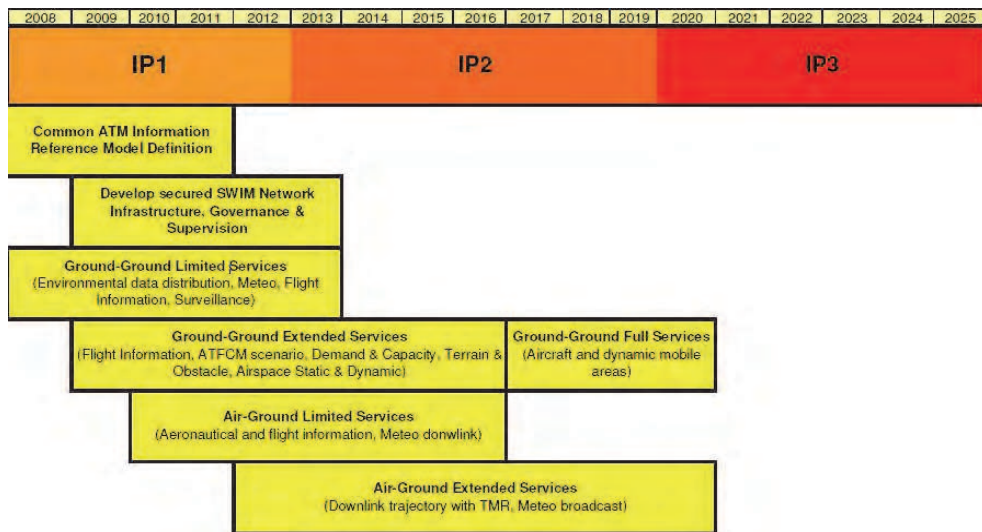 2008 2009 2010 2011 2012 2013 2014 2015 2016 2017 2018 2019 2020 2021 2022 2023 2024 2025
IP1 IP2 IP3
Common ATM Information
Reference Model Definition
Develop secured SWIM Network
Infrastructure, Governance &
Supervision
Ground-Ground Limited Services
(Environmental data distribution, Meteo, Flight
Information, Surveillance)
Ground-Ground Extended Services
(Flight Information, ATFCM scenario, Demand & Capacity, Terrain &
Obstacle, Airspace Static & Dynamic)
Ground-Ground Full Services
(Aircraft and dynamic mobile
areas)
Air-Ground Limited Services
(Aeronautical and flight information, Meteo donwlink)
Air-Ground Extended Services
(Downlink trajectory with TMR, Meteo broadcast)